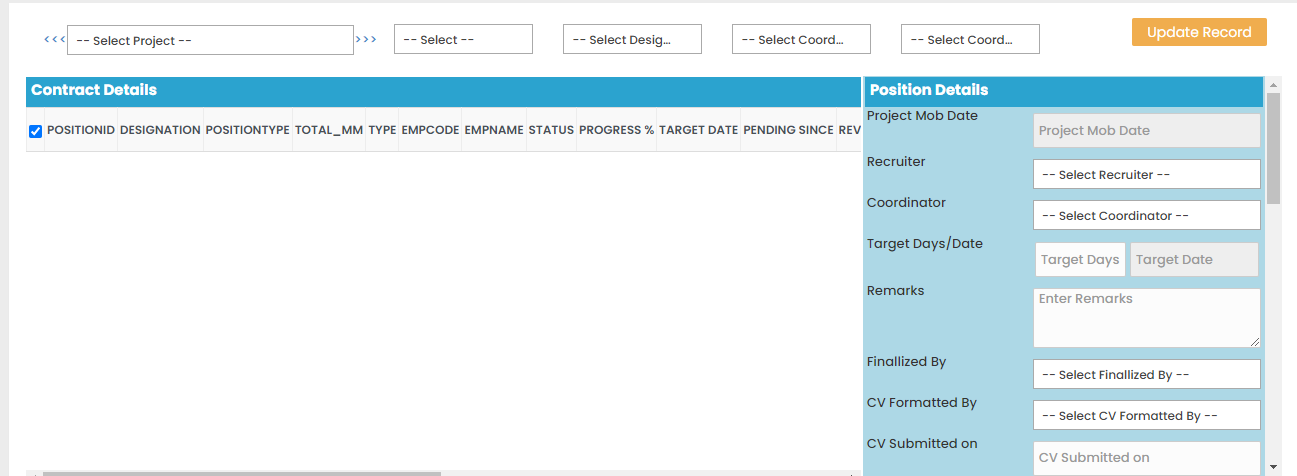 <<< -- Select Project -- >>> -- Select -- -- Select Desig... -- Select Coord... -- Select Coord... Update Record
Contract Details
POSITIONID DESIGNATION POSITIONTYPE TOTAL_MM TYPE EMPCODE EMPNAME STATUS PROGRESS % TARGET DATE PENDING SINCE REV
Position Details
Project Mob Date Project Mob Date
Recruiter -- Select Recruiter --
Coordinator -- Select Coordinator --
Target Days/Date Target Days Target Date
Remarks Enter Remarks
Finallized By -- Select Finallized By --
CV Formatted By -- Select CV Formatted By --
CV Submitted on CV Submitted on